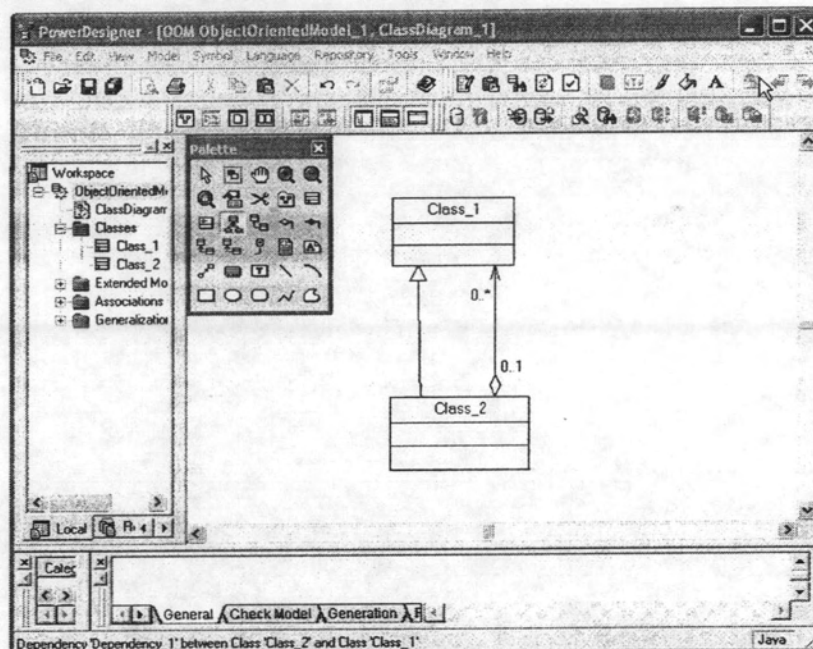 PowerDesigner - [OOM ObjectOrientedModel_1, ClassDiagram_1]
File Edit View Model Symbol Language Repository Tools Window Help
Palette
Workspace
ObjectOrientedM
ClassDiagram
Classes
Class_1
Class_2
Extended Mo
Associations
Generalization
Local
Class_1
0..*
0..1
Class_2
General Check Model Generation
Dependency 'Dependency_1' between Class 'Class_2' and Class 'Class_1'.
Java